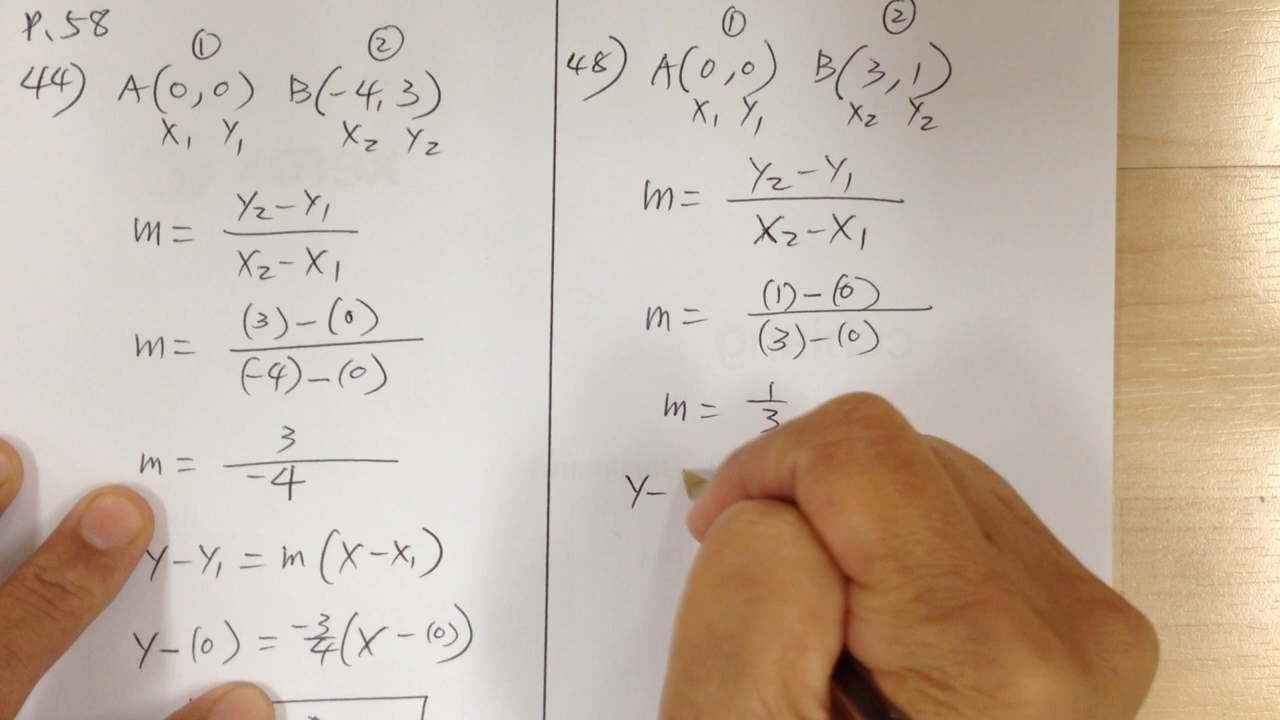 P.58
① ②
44) A(0,0) B(-4,3)
X₁ Y₁ X₂ Y₂
m = Y₂-Y₁ / X₂-X₁
m = (3)-(0) / (-4)-(0)
m = 3 / -4
Y-Y₁ = m(X-X₁)
Y-(0) = -3/4(X-(0))
① ②
48) A(0,0) B(3,1)
X₁ Y₁ X₂ Y₂
m = Y₂-Y₁ / X₂-X₁
m = (1)-(0) / (3)-(0)
m = 1/3
Y-